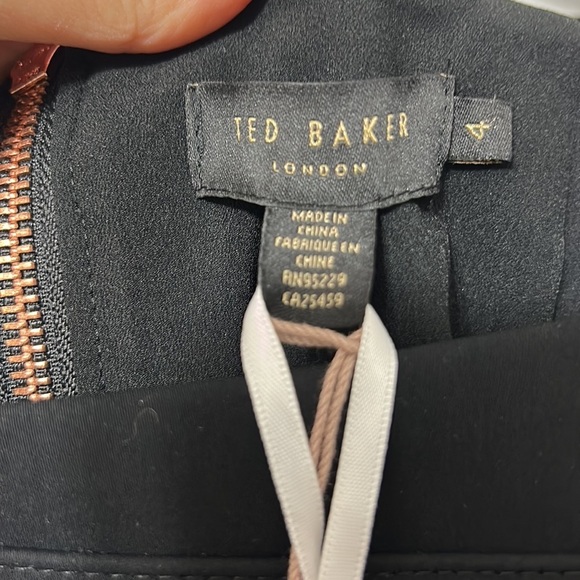 TED BAKER
LONDON
4
MADE IN
CHINA
FABRIQUE EN
CHINE
RN95229
CA25459